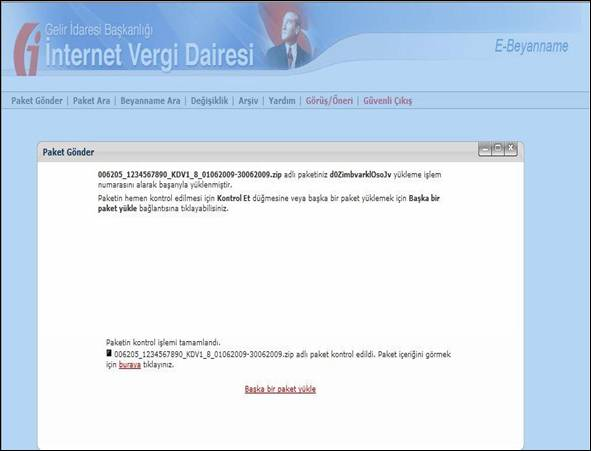 Gelir İdaresi Başkanlığı
İnternet Vergi Dairesi
E-Beyanname
Paket Gönder | Paket Ara | Beyanname Ara | Değişiklik | Arşiv | Yardım | Görüş/Öneri | Güvenli Çıkış
Paket Gönder
006205_1234567890_KDV1_8_01062009-30062009.zip adlı paketiniz d0ZimbvarklOsoJv yükleme işlem
numarasını alarak başarıyla yüklenmiştir.
Paketin hemen kontrol edilmesi için Kontrol Et düğmesine veya başka bir paket yüklemek için Başka bir
paket yükle bağlantısına tıklayabilisiniz.
Paketin kontrol işlemi tamamlandı.
006205_1234567890_KDV1_8_01062009-30062009.zip adlı paket kontrol edildi. Paket içeriğini görmek
için buraya tıklayınız.
Başka bir paket yükle